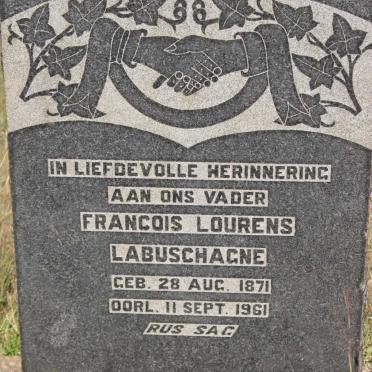 IN LIEFDEVOLLE HERINNERING
AAN ONS VADER
FRANCOIS LOURENS
LABUSCHAGNE
GEB. 28 AUG. 1871
OORL. 11 SEPT. 1961
RUS SAG